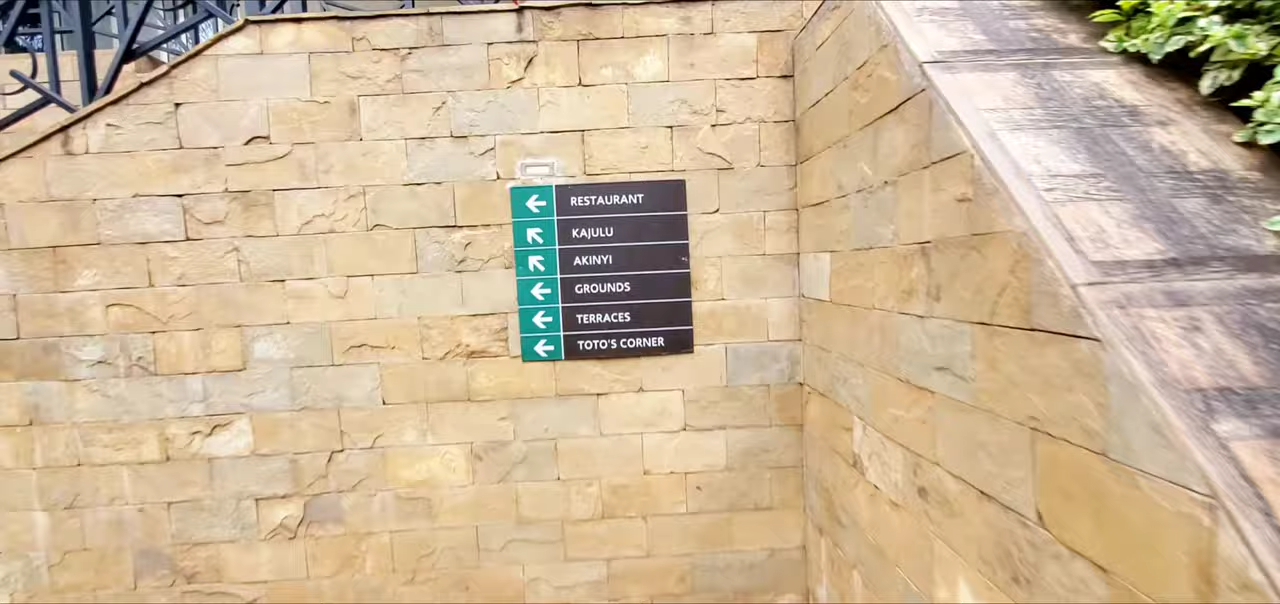 RESTAURANT
KAJULU
AKINYI
GROUNDS
TERRACES
TOTO'S CORNER